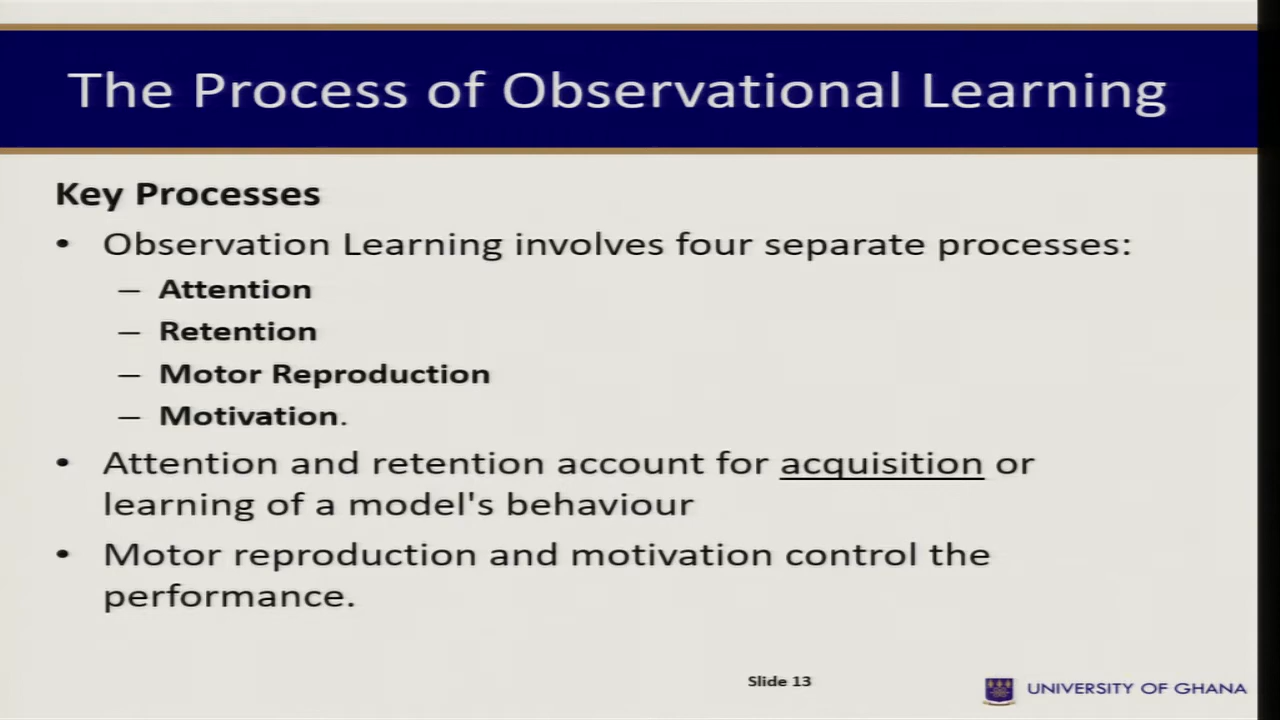 The Process of Observational Learning
Key Processes
• Observation Learning involves four separate processes:
– Attention
– Retention
– Motor Reproduction
– Motivation.
• Attention and retention account for acquisition or
learning of a model's behaviour
• Motor reproduction and motivation control the
performance.
Slide 13
UNIVERSITY OF GHANA